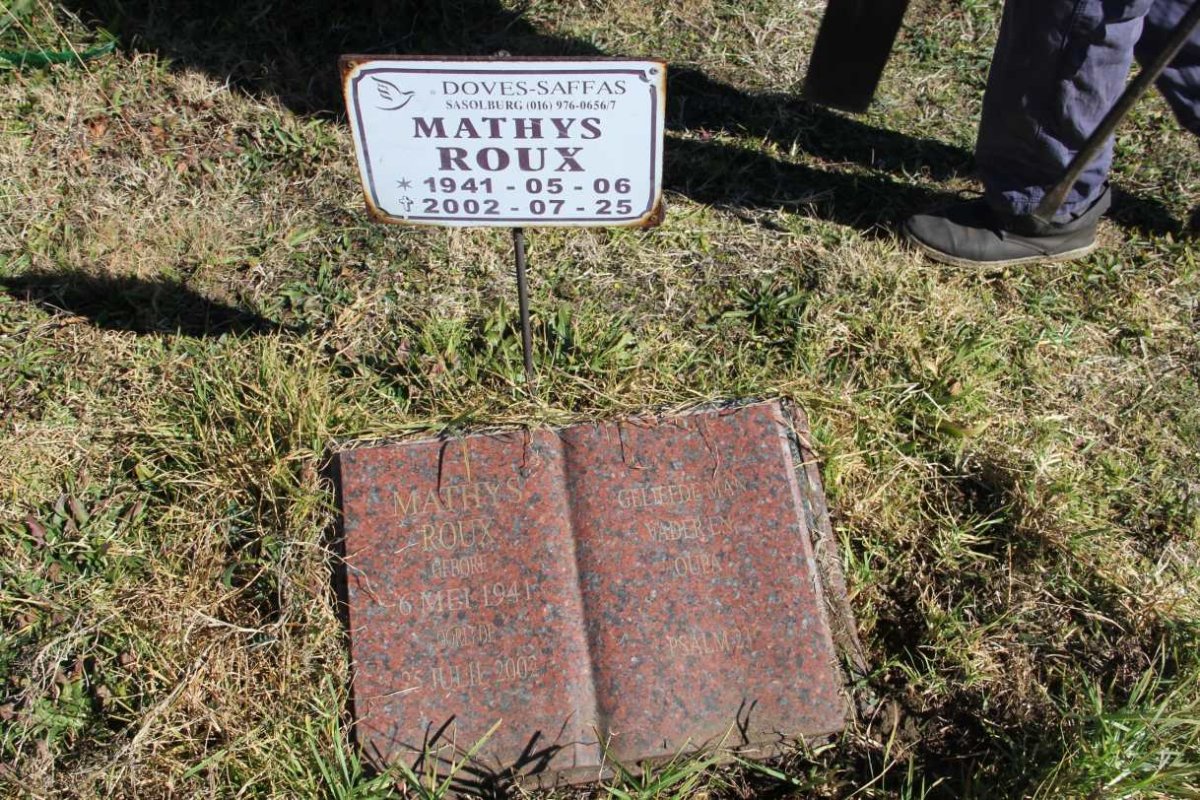 DOVES-SAFFAS
SASOLBURG (016) 976-0656/7
MATHYS
ROUX
* 1941 - 05 - 06
✝ 2002 - 07 - 25
MATHYS
ROUX
GEBORE
6 MEI 1941
OORLEDE
25 JULIE 2002
GELIEFDE MAN
VADER EN
OUPA
PSALM